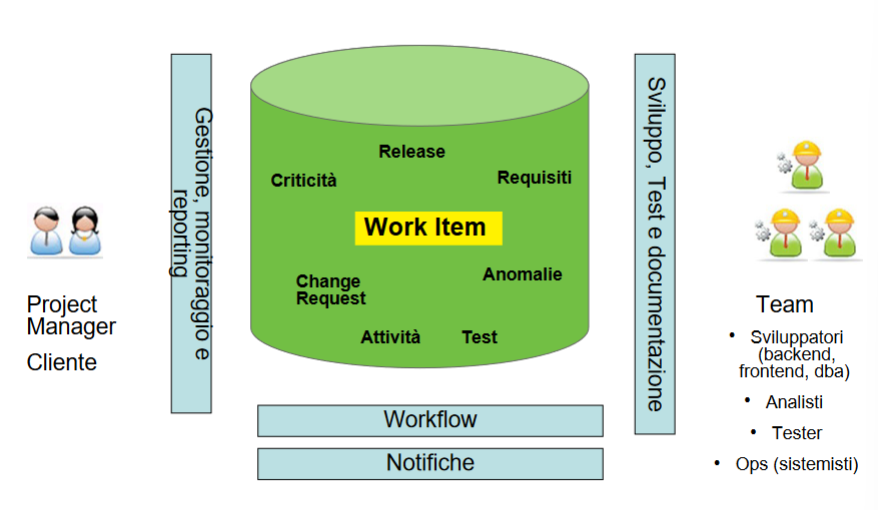 Project
Manager
Cliente
Gestione, monitoraggio e
reporting
Release
Criticità
Requisiti
Work Item
Anomalie
Change
Request
Attività
Test
Workflow
Notifiche
Sviluppo, Test e documentazione
Team
• Sviluppatori
(backend,
frontend, dba)
• Analisti
• Tester
• Ops (sistemisti)